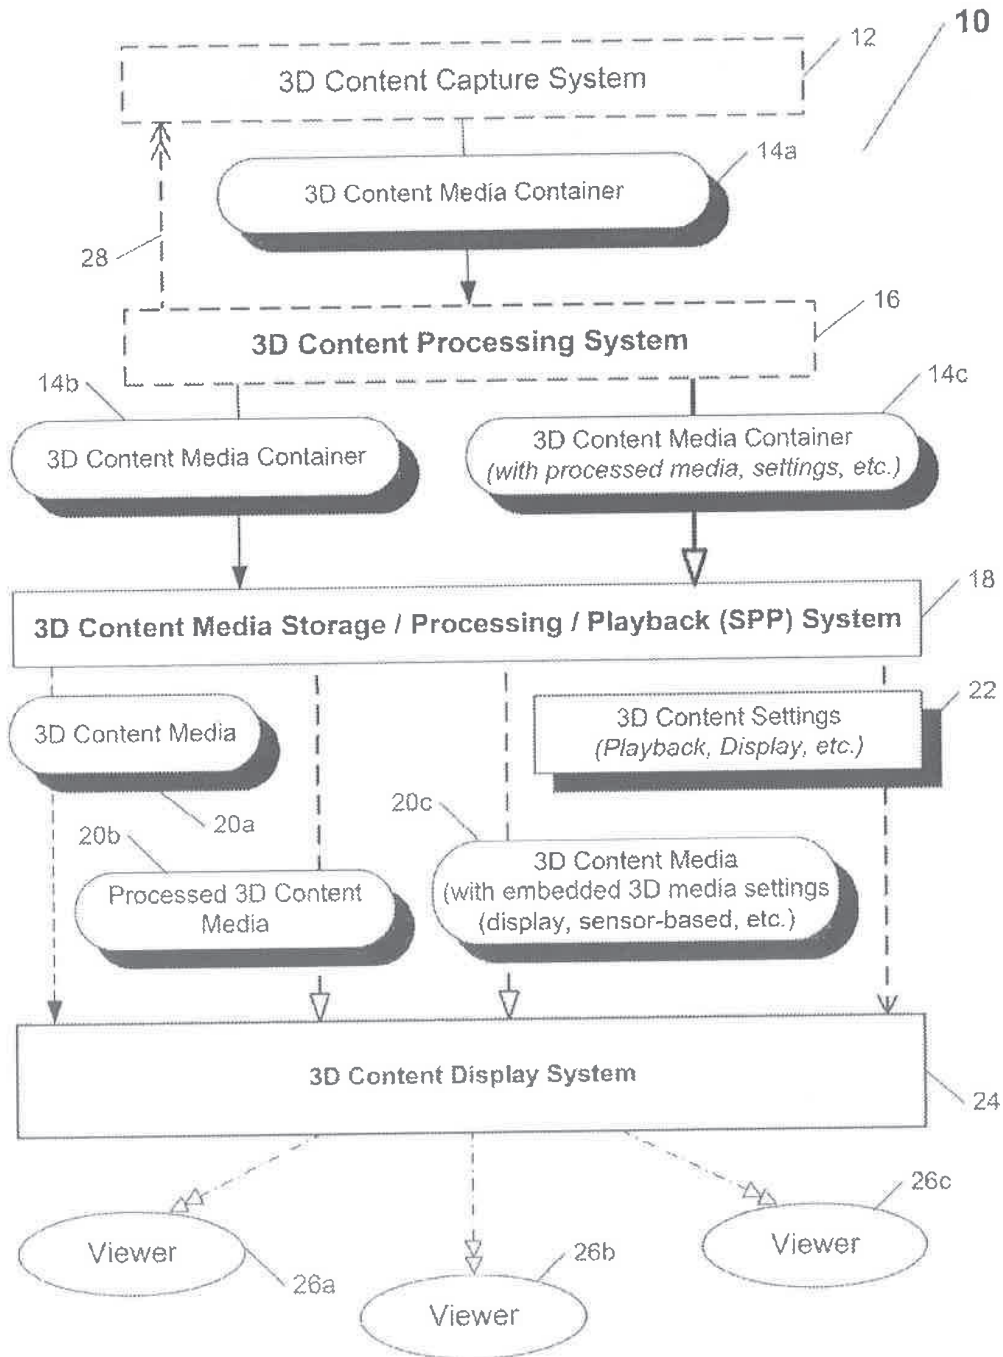 10
12
3D Content Capture System
14a
3D Content Media Container
28
16
3D Content Processing System
14b
14c
3D Content Media Container
3D Content Media Container
(with processed media, settings, etc.)
18
3D Content Media Storage / Processing / Playback (SPP) System
22
3D Content Media
3D Content Settings
(Playback, Display, etc.)
20a
20b
20c
Processed 3D Content
Media
3D Content Media
(with embedded 3D media settings
(display, sensor-based, etc.)
3D Content Display System
24
26c
Viewer
26a
26b
Viewer
Viewer